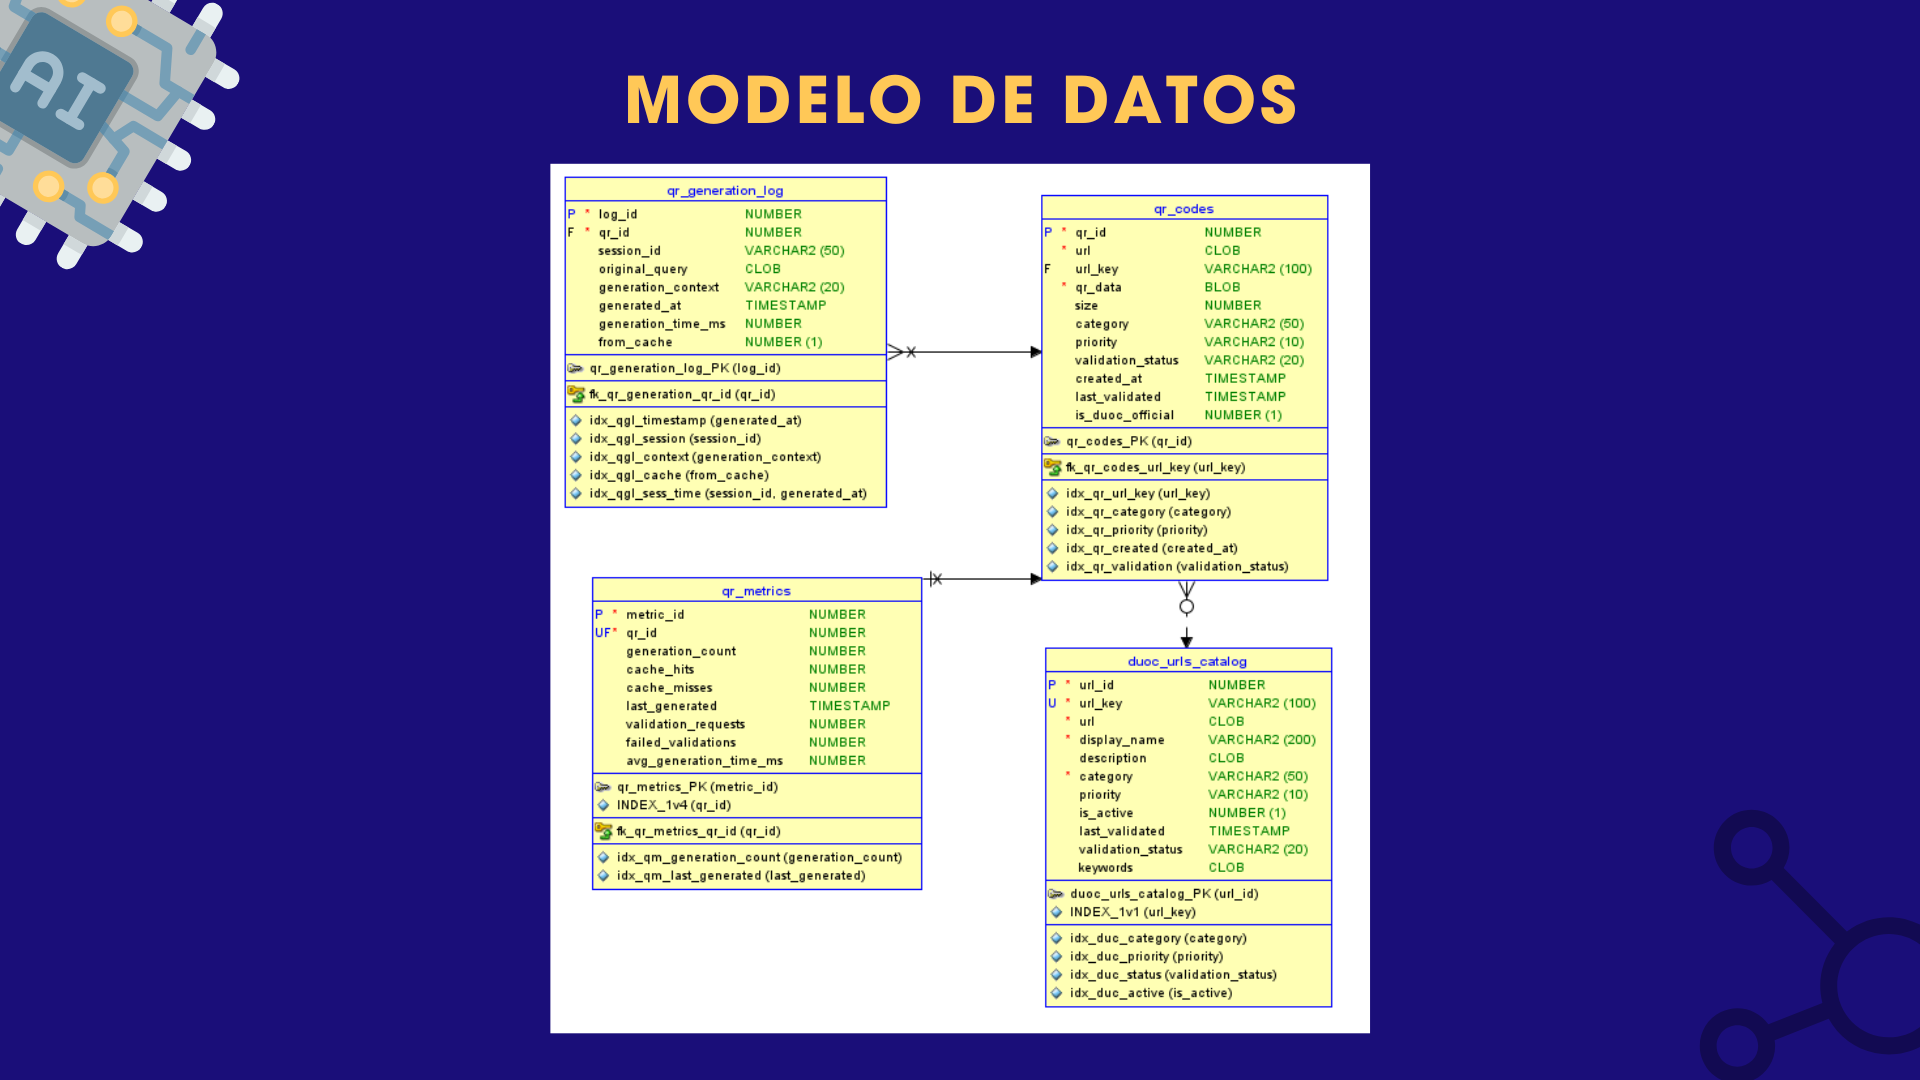 AI
MODELO DE DATOS
qr_generation_log
P * log_id NUMBER
F * qr_id NUMBER
session_id VARCHAR2 (50)
original_query CLOB
generation_context VARCHAR2 (20)
generated_at TIMESTAMP
generation_time_ms NUMBER
from_cache NUMBER (1)
qr_generation_log_PK (log_id)
fk_qr_generation_qr_id (qr_id)
idx_qgl_timestamp (generated_at)
idx_qgl_session (session_id)
idx_qgl_context (generation_context)
idx_qgl_cache (from_cache)
idx_qgl_sess_time (session_id, generated_at)
qr_codes
P * qr_id NUMBER
* url CLOB
F url_key VARCHAR2 (100)
* qr_data BLOB
size NUMBER
category VARCHAR2 (50)
priority VARCHAR2 (10)
validation_status VARCHAR2 (20)
created_at TIMESTAMP
last_validated TIMESTAMP
is_duoc_official NUMBER (1)
qr_codes_PK (qr_id)
fk_qr_codes_url_key (url_key)
idx_qr_url_key (url_key)
idx_qr_category (category)
idx_qr_priority (priority)
idx_qr_created (created_at)
idx_qr_validation (validation_status)
qr_metrics
P * metric_id NUMBER
UF* qr_id NUMBER
generation_count NUMBER
cache_hits NUMBER
cache_misses NUMBER
last_generated TIMESTAMP
validation_requests NUMBER
failed_validations NUMBER
avg_generation_time_ms NUMBER
qr_metrics_PK (metric_id)
INDEX_1v4 (qr_id)
fk_qr_metrics_qr_id (qr_id)
idx_qm_generation_count (generation_count)
idx_qm_last_generated (last_generated)
duoc_urls_catalog
P * url_id NUMBER
U * url_key VARCHAR2 (100)
* url CLOB
* display_name VARCHAR2 (200)
description CLOB
* category VARCHAR2 (50)
priority VARCHAR2 (10)
is_active NUMBER (1)
last_validated TIMESTAMP
validation_status VARCHAR2 (20)
keywords CLOB
duoc_urls_catalog_PK (url_id)
INDEX_1v1 (url_key)
idx_duc_category (category)
idx_duc_priority (priority)
idx_duc_status (validation_status)
idx_duc_active (is_active)